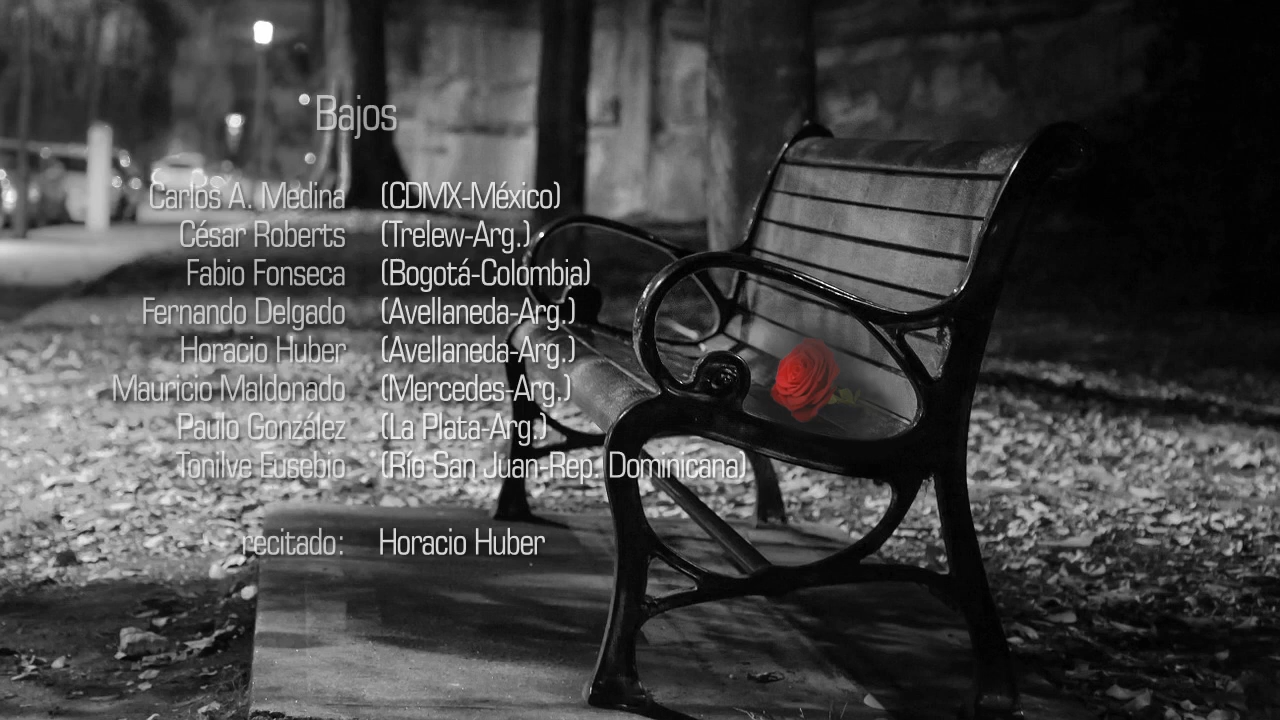 Bajos
Carlos A. Medina (CDMX-México)
César Roberts (Trelew-Arg.)
Fabio Fonseca (Bogotá-Colombia)
Fernando Delgado (Avellaneda-Arg.)
Horacio Huber (Avellaneda-Arg.)
Mauricio Maldonado (Mercedes-Arg.)
Paulo González (La Plata-Arg.)
Tonilve Eusebio (Río San Juan-Rep. Dominicana)
recitado: Horacio Huber